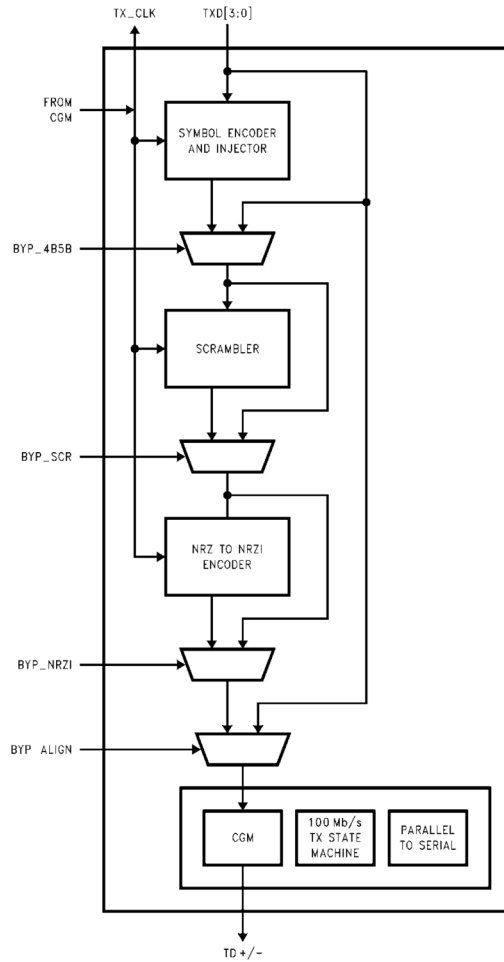 TX_CLK
TXD[3:0]
FROM
CGM
SYMBOL ENCODER
AND INJECTOR
BYP_4B5B
SCRAMBLER
BYP_SCR
NRZ TO NRZI
ENCODER
BYP_NRZI
BYP ALIGN
CGM
100 Mb/s
TX STATE
MACHINE
PARALLEL
TO SERIAL
TD +/-